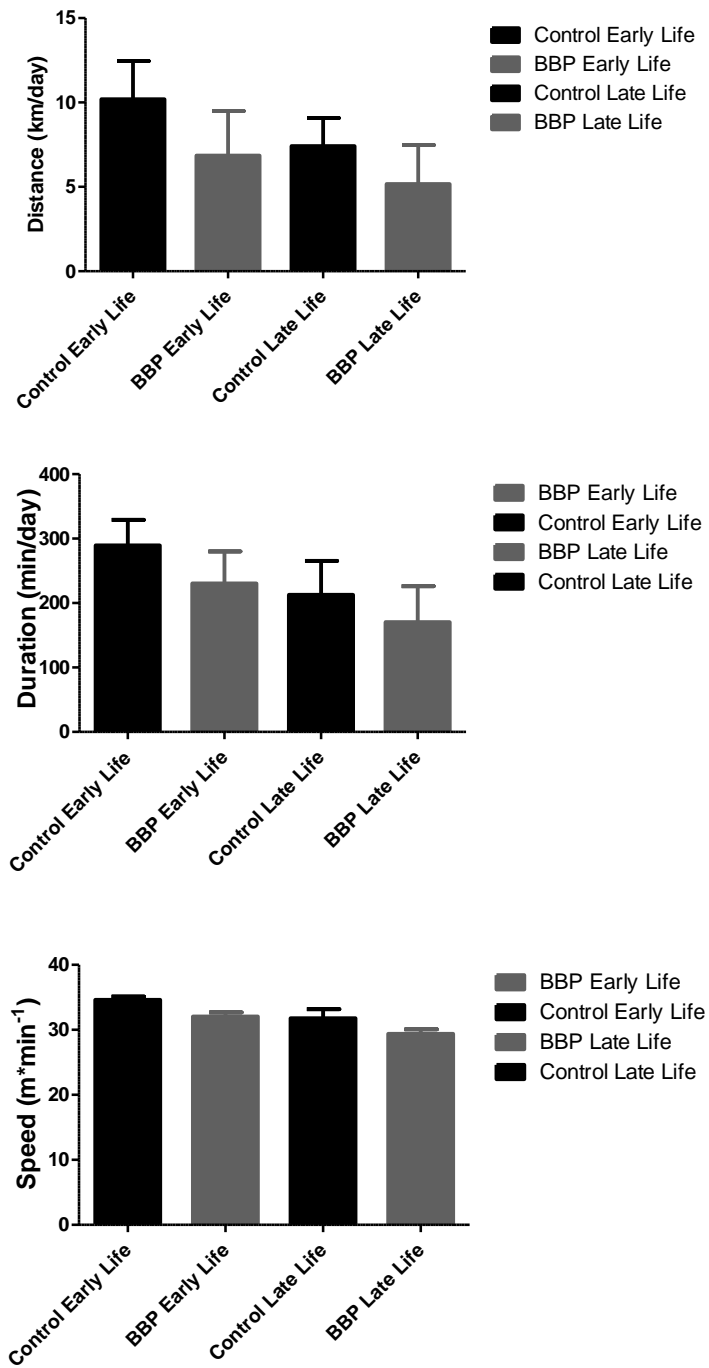 15
10
5
0
Distance (km/day)
Control Early Life
BBP Early Life
Control Late Life
BBP Late Life
Control Early Life
BBP Early Life
Control Late Life
BBP Late Life
400
300
200
100
0
Duration (min/day)
Control Early Life
BBP Early Life
Control Late Life
BBP Late Life
BBP Early Life
Control Early Life
BBP Late Life
Control Late Life
40
30
20
10
0
Speed (m*min-1)
Control Early Life
BBP Early Life
Control Late Life
BBP Late Life
BBP Early Life
Control Early Life
BBP Late Life
Control Late Life